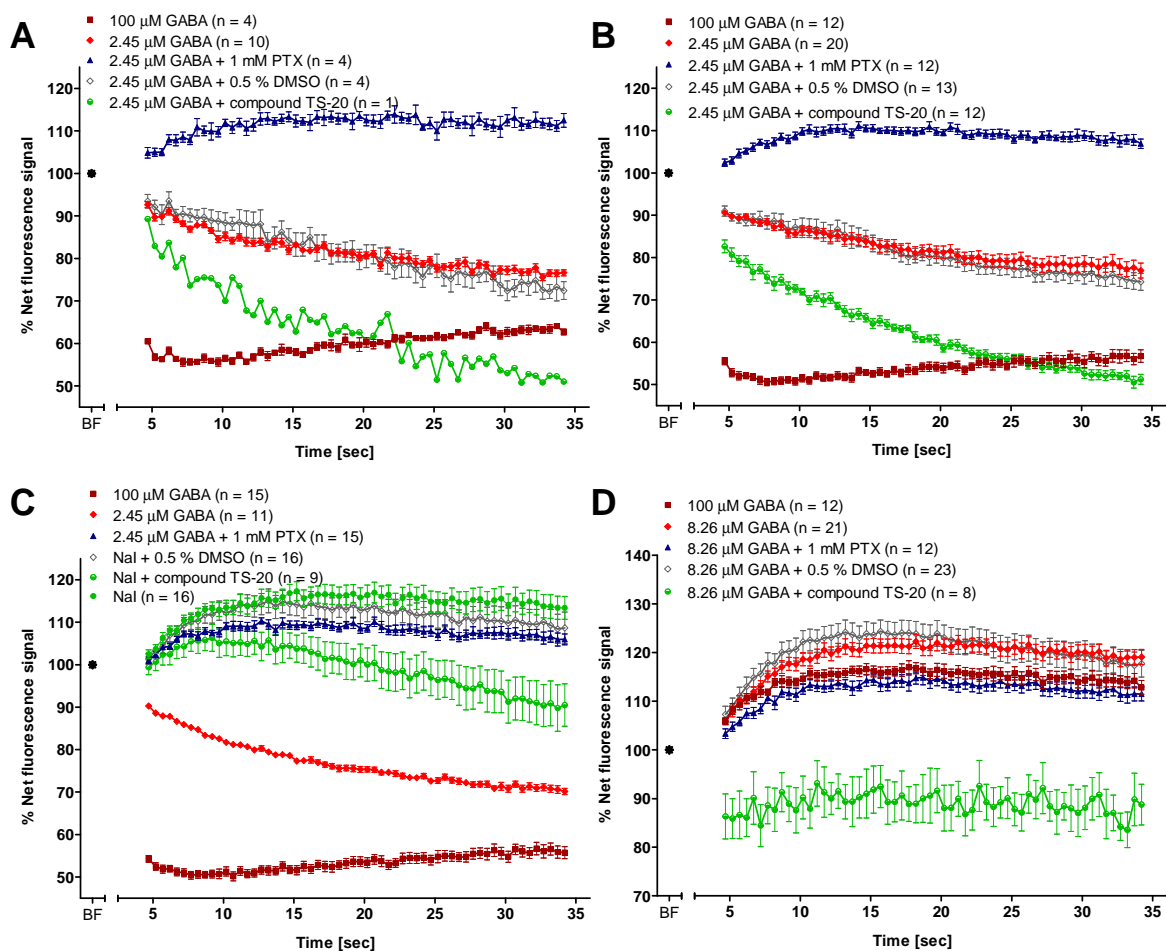 A
100 µM GABA (n = 4)
2.45 µM GABA (n = 10)
2.45 µM GABA + 1 mM PTX (n = 4)
2.45 µM GABA + 0.5 % DMSO (n = 4)
2.45 µM GABA + compound TS-20 (n = 1)
120
110
100
90
80
70
60
50
% Net fluorescence signal
BF
5
10
15
20
25
30
35
Time [sec]
B
100 µM GABA (n = 12)
2.45 µM GABA (n = 20)
2.45 µM GABA + 1 mM PTX (n = 12)
2.45 µM GABA + 0.5 % DMSO (n = 13)
2.45 µM GABA + compound TS-20 (n = 12)
120
110
100
90
80
70
60
50
% Net fluorescence signal
BF
5
10
15
20
25
30
35
Time [sec]
C
100 µM GABA (n = 15)
2.45 µM GABA (n = 11)
2.45 µM GABA + 1 mM PTX (n = 15)
NaI + 0.5 % DMSO (n = 16)
NaI + compound TS-20 (n = 9)
NaI (n = 16)
120
110
100
90
80
70
60
50
% Net fluorescence signal
BF
5
10
15
20
25
30
35
Time [sec]
D
100 µM GABA (n = 12)
8.26 µM GABA (n = 21)
8.26 µM GABA + 1 mM PTX (n = 12)
8.26 µM GABA + 0.5 % DMSO (n = 23)
8.26 µM GABA + compound TS-20 (n = 8)
140
130
120
110
100
90
80
70
% Net fluorescence signal
BF
5
10
15
20
25
30
35
Time [sec]